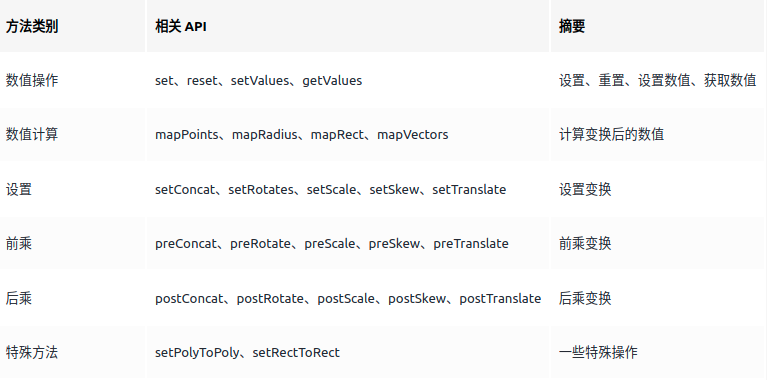 方法类别 相关 API 摘要
数值操作 set、reset、setValues、getValues 设置、重置、设置数值、获取数值
数值计算 mapPoints、mapRadius、mapRect、mapVectors 计算变换后的数值
设置 setConcat、setRotates、setScale、setSkew、setTranslate 设置变换
前乘 preConcat、preRotate、preScale、preSkew、preTranslate 前乘变换
后乘 postConcat、postRotate、postScale、postSkew、postTranslate 后乘变换
特殊方法 setPolyToPoly、setRectToRect 一些特殊操作